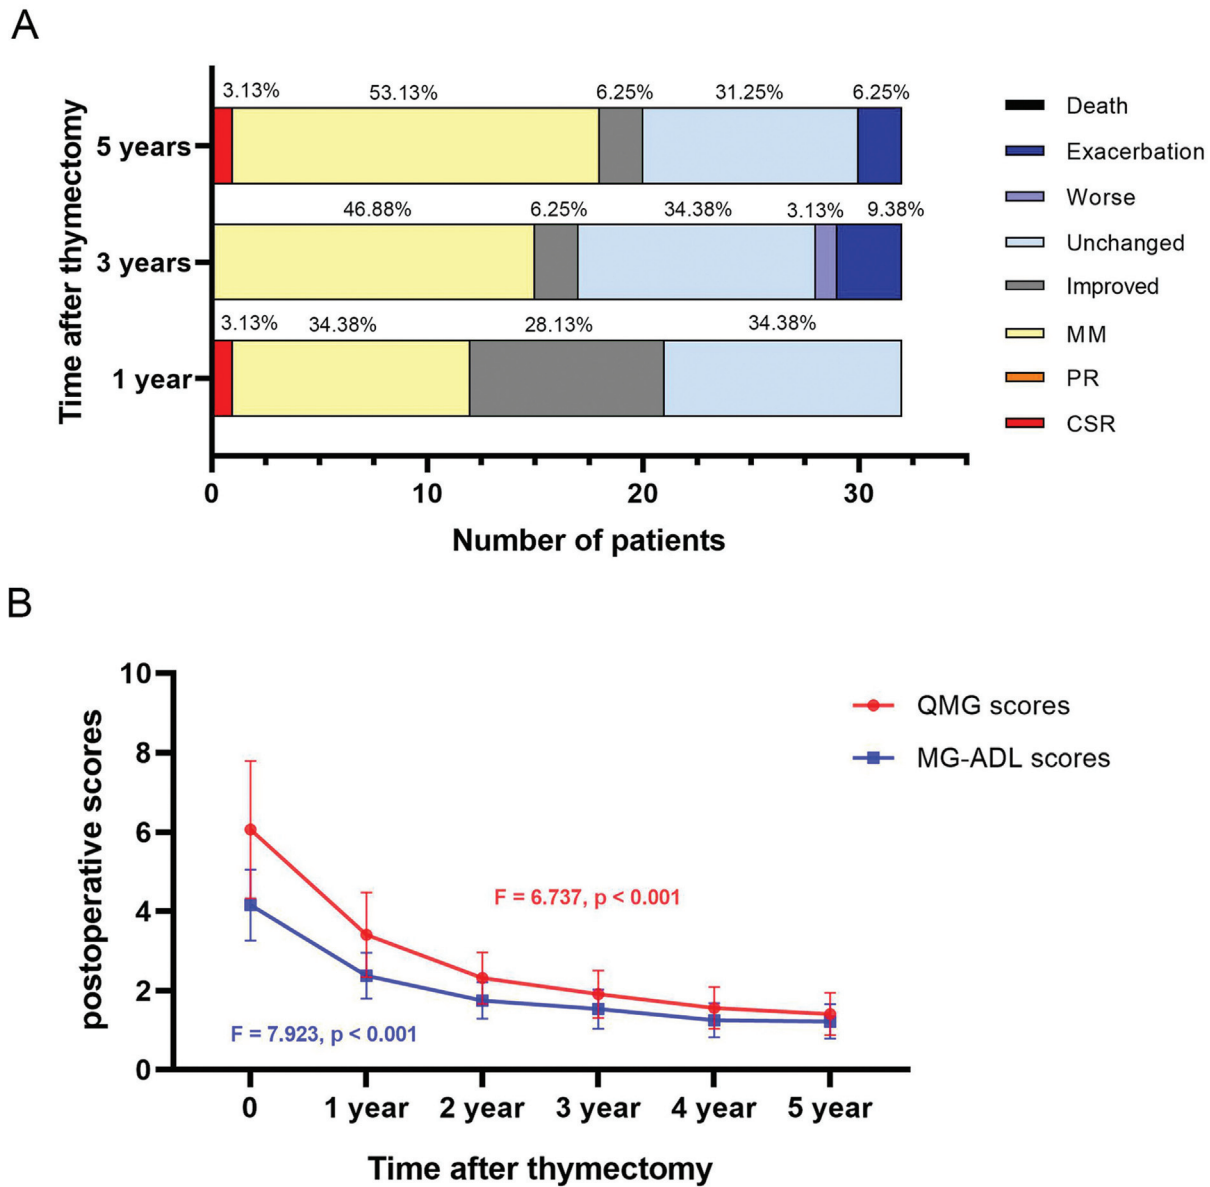 A
3.13% 53.13% 6.25% 31.25% 6.25%
5 years
46.88% 6.25% 34.38% 3.13% 9.38%
3 years
3.13% 34.38% 28.13% 34.38%
1 year
Time after thymectomy
0 10 20 30
Number of patients
Death
Exacerbation
Worse
Unchanged
Improved
MM
PR
CSR
B
10
8
6
4
2
0
postoperative scores
QMG scores
MG-ADL scores
F = 6.737, p < 0.001
F = 7.923, p < 0.001
0 1 year 2 year 3 year 4 year 5 year
Time after thymectomy